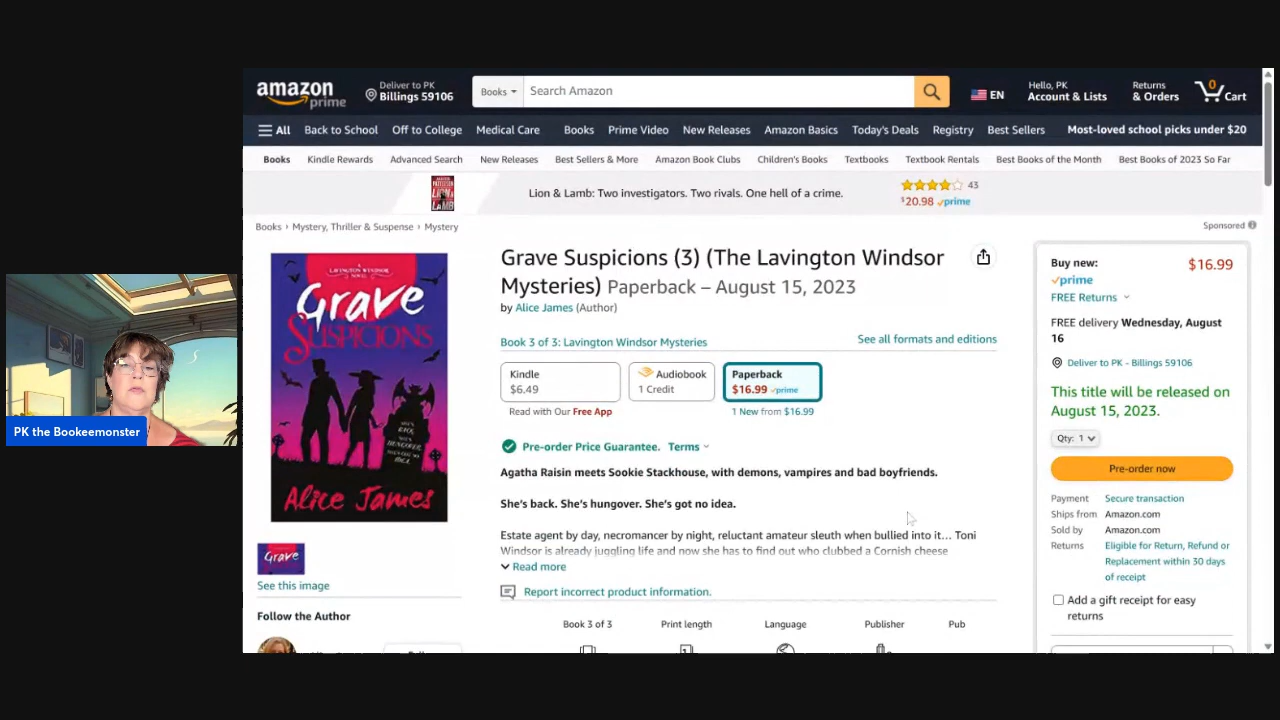 amazon
prime
Deliver to PK
Billings 59106
Books
Search Amazon
EN
Hello, PK
Account & Lists
Returns
& Orders
0
Cart
All
Back to School
Off to College
Medical Care
Books
Prime Video
New Releases
Amazon Basics
Today's Deals
Registry
Best Sellers
Most-loved school picks under $20
Books
Kindle Rewards
Advanced Search
New Releases
Best Sellers & More
Amazon Book Clubs
Children's Books
Textbooks
Textbook Rentals
Best Books of the Month
Best Books of 2023 So Far
LION &
LAMB
Lion & Lamb: Two investigators. Two rivals. One hell of a crime.
43
$20.98 prime
Books › Mystery, Thriller & Suspense › Mystery
Sponsored
A
LAVINGTON WINDSOR
NOVEL
Grave
SUSPICIONS
Alice James
Grave
See this image
Follow the Author
Grave Suspicions (3) (The Lavington Windsor
Mysteries) Paperback – August 15, 2023
by Alice James (Author)
Book 3 of 3: Lavington Windsor Mysteries
See all formats and editions
Kindle
$6.49
Audiobook
1 Credit
Paperback
$16.99 prime
Read with Our Free App
1 New from $16.99
Pre-order Price Guarantee. Terms
Agatha Raisin meets Sookie Stackhouse, with demons, vampires and bad boyfriends.
She's back. She's hungover. She's got no idea.
Estate agent by day, necromancer by night, reluctant amateur sleuth when bullied into it… Toni
Windsor is already juggling life and now she has to find out who clubbed a Cornish cheese
Read more
Report incorrect product information.
Book 3 of 3
Print length
Language
Publisher
Pub
Buy new:
$16.99
prime
FREE Returns
FREE delivery Wednesday, August
16
Deliver to PK - Billings 59106
This title will be released on
August 15, 2023.
Qty: 1
Pre-order now
Payment Secure transaction
Ships from Amazon.com
Sold by Amazon.com
Returns Eligible for Return, Refund or
Replacement within 30 days
of receipt
Add a gift receipt for easy
returns
PK the Bookeemonster